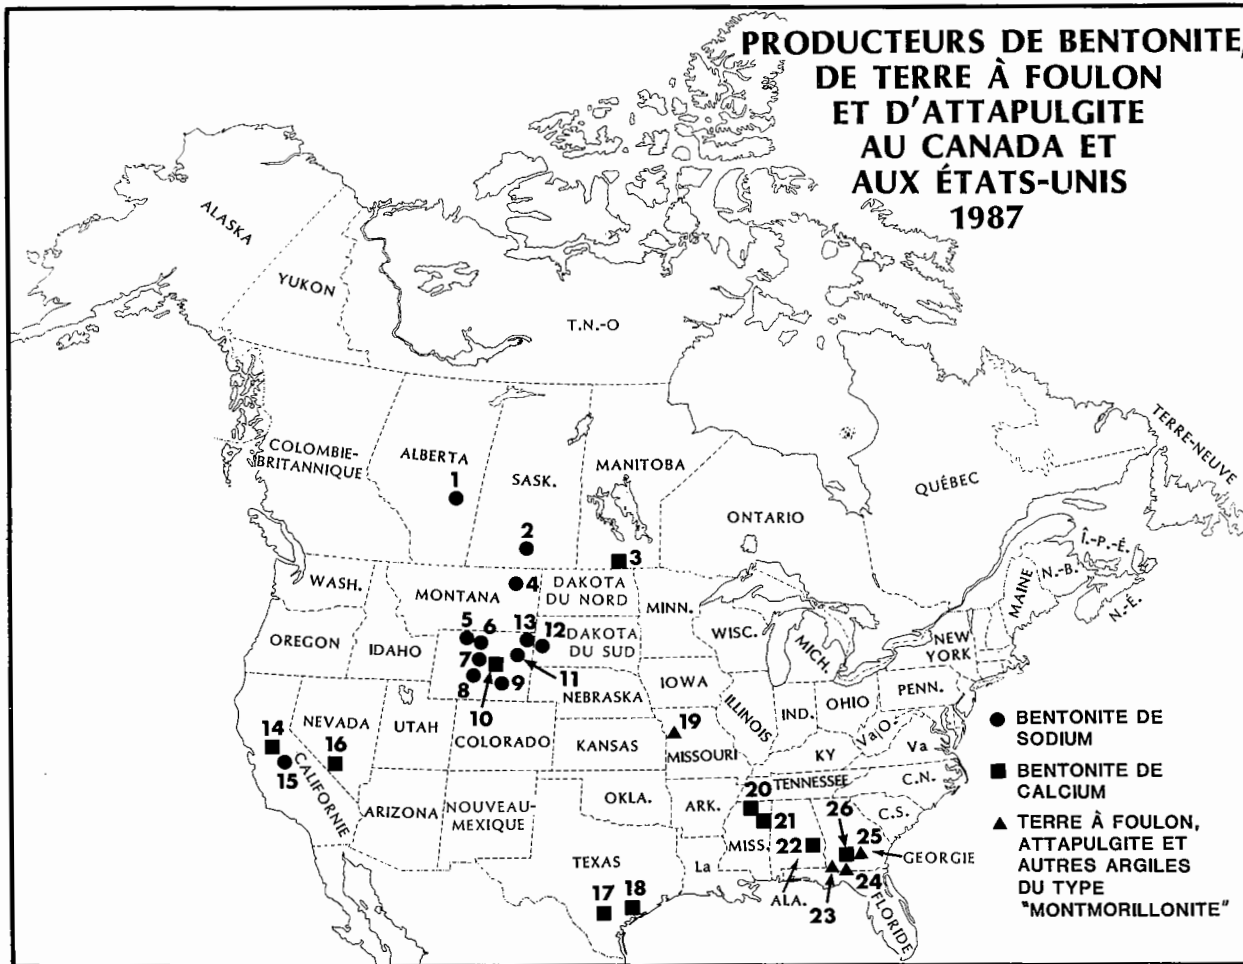 PRODUCTEURS DE BENTONITE,
DE TERRE À FOULON
ET D'ATTAPULGITE
AU CANADA ET
AUX ÉTATS-UNIS
1987
ALASKA
YUKON
T.N.-O
COLOMBIE-
BRITANNIQUE
ALBERTA
1
SASK.
2
MANITOBA
3
ONTARIO
QUÉBEC
TERRE-NEUVE
Î.-P.-É.
N.-B.
N.-É.
MAINE
WASH.
MONTANA
4
DAKOTA
DU NORD
MINN.
OREGON
IDAHO
5
6
13
12
7
8
9
10
11
DAKOTA
DU SUD
WISC.
MICH.
NEW
YORK
NEBRASKA
IOWA
ILLINOIS
IND.
OHIO
PENN.
NEVADA
UTAH
COLORADO
KANSAS
19
MISSOURI
KY
Va O.
Va
14
15
16
CALIFORNIE
ARIZONA
NOUVEAU-
MEXIQUE
OKLA.
ARK.
TENNESSEE
C.N.
C.S.
20
21
22
26
25
MISS.
GEORGIE
TEXAS
La
ALA.
23
24
FLORIDE
17
18
BENTONITE DE
SODIUM
BENTONITE DE
CALCIUM
TERRE À FOULON,
ATTAPULGITE ET
AUTRES ARGILES
DU TYPE
"MONTMORILLONITE"